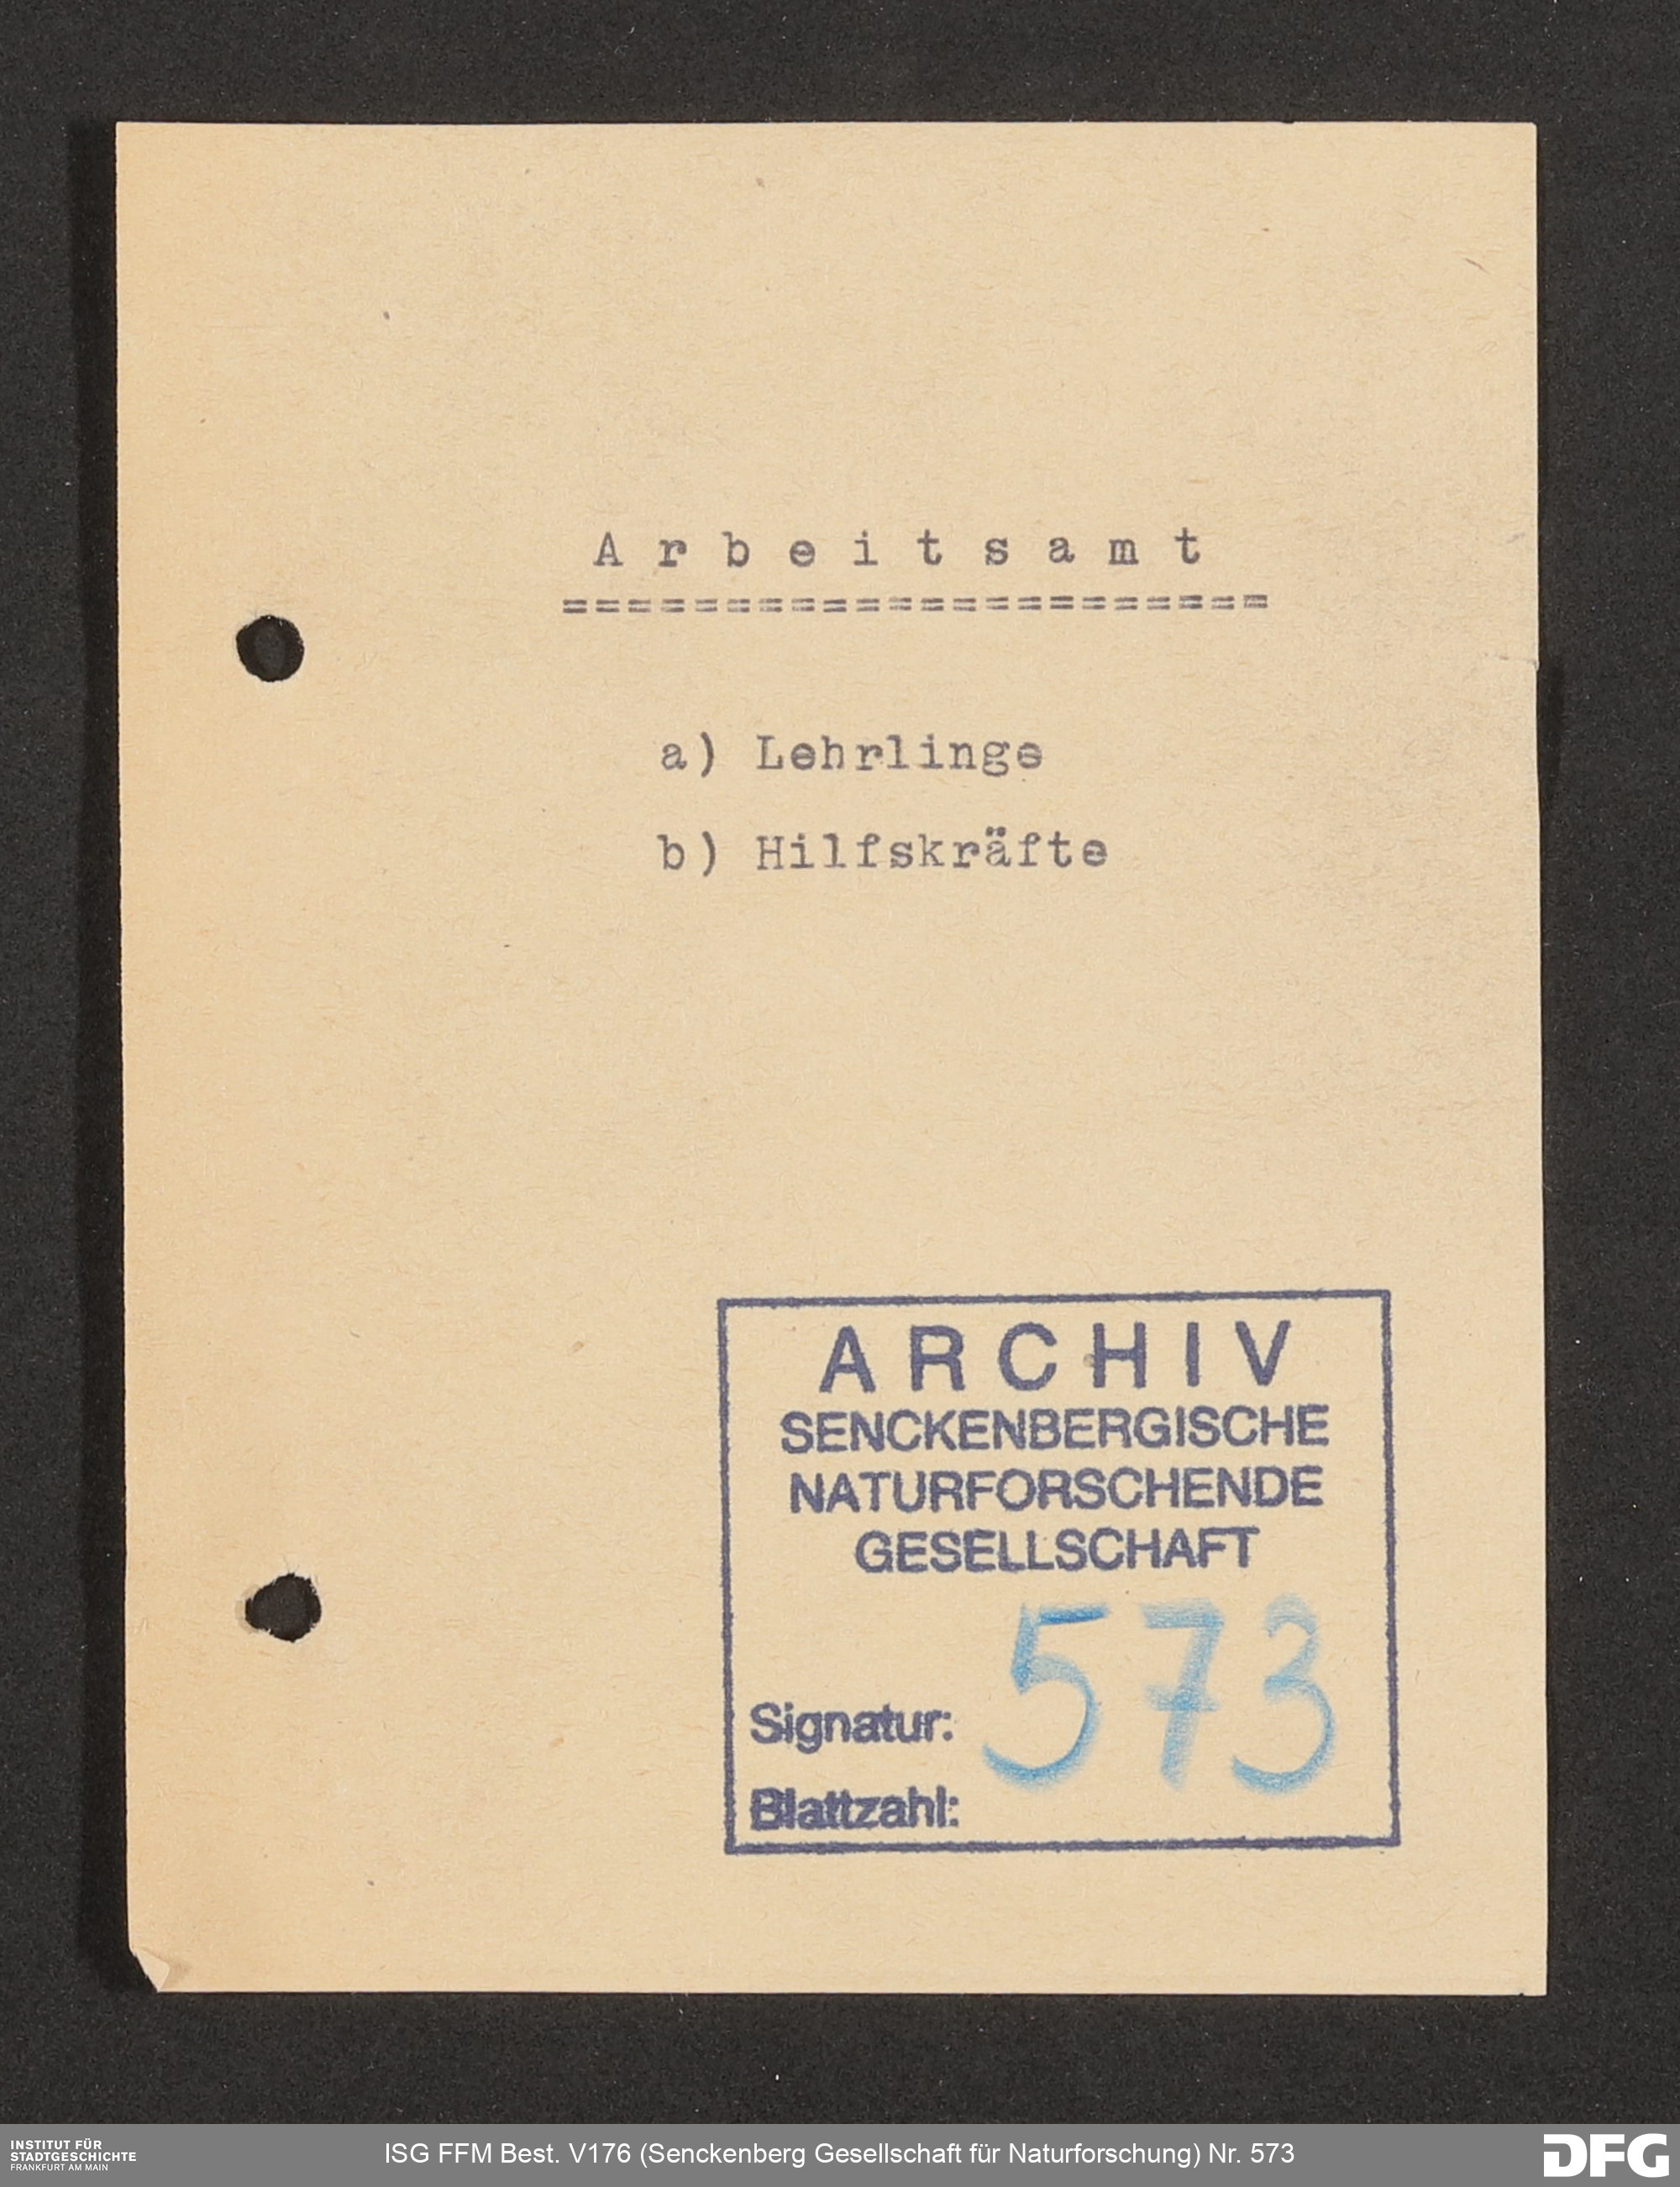 A r b e i t s a m t
======================
a) Lehrlinge
b) Hilfskräfte
ARCHIV
SENCKENBERGISCHE
NATURFORSCHENDE
GESELLSCHAFT
Signatur: 573
Blattzahl:
INSTITUT FÜR
STADTGESCHICHTE
FRANKFURT AM MAIN
ISG FFM Best. V176 (Senckenberg Gesellschaft für Naturforschung) Nr. 573
DFG